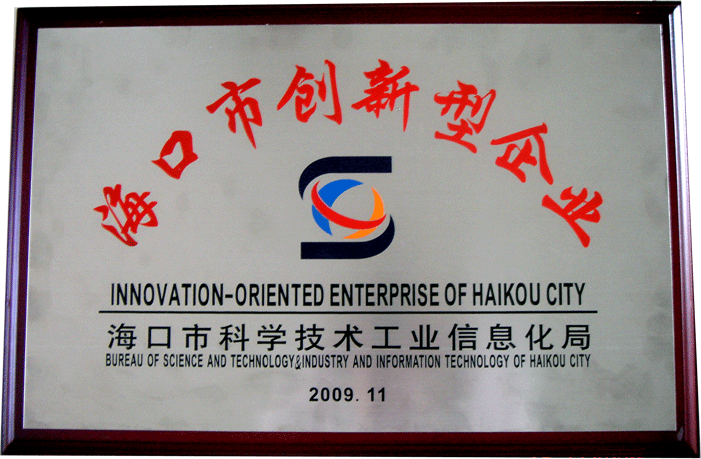 海口市创新型企业
INNOVATION-ORIENTED ENTERPRISE OF HAIKOU CITY
海口市科学技术工业信息化局
BUREAU OF SCIENCE AND TECHNOLOGY&INDUSTRY AND INFORMATION TECHNOLOGY OF HAIKOU CITY
2009.11